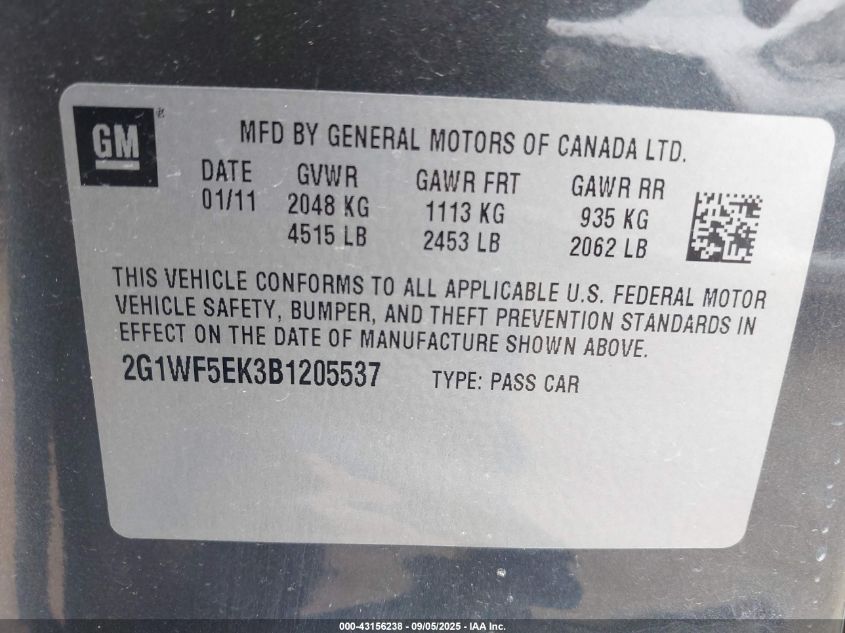 GM
MFD BY GENERAL MOTORS OF CANADA LTD.
DATE GVWR GAWR FRT GAWR RR
01/11 2048 KG 1113 KG 935 KG
4515 LB 2453 LB 2062 LB
THIS VEHICLE CONFORMS TO ALL APPLICABLE U.S. FEDERAL MOTOR
VEHICLE SAFETY, BUMPER, AND THEFT PREVENTION STANDARDS IN
EFFECT ON THE DATE OF MANUFACTURE SHOWN ABOVE.
2G1WF5EK3B1205537 TYPE: PASS CAR
000-43156238 - 09/05/2025 - IAA Inc.